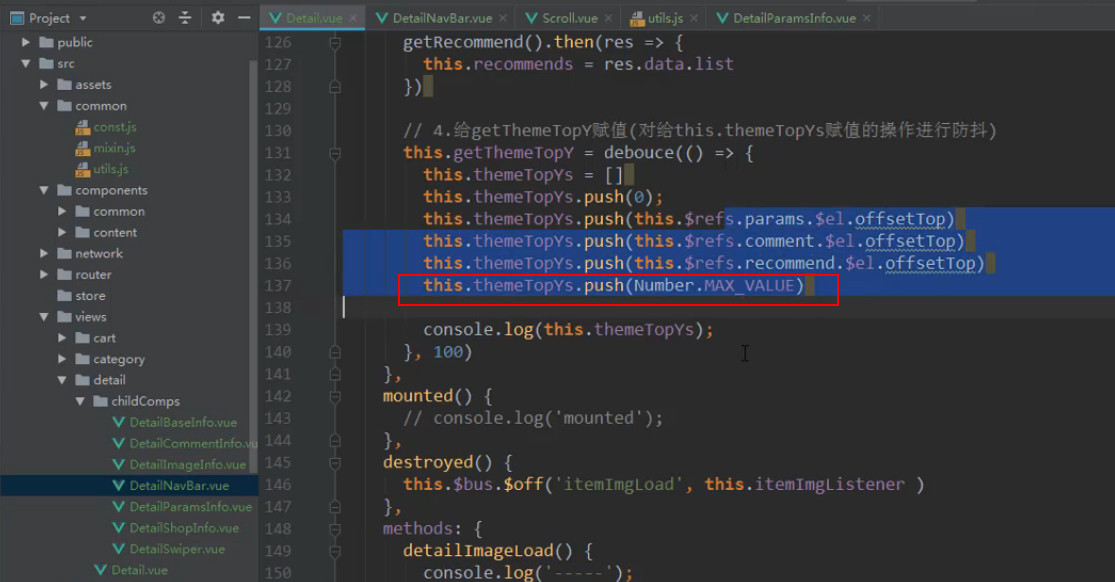 Project
Detail.vue
DetailNavBar.vue
Scroll.vue
utils.js
DetailParamsInfo.vue
public
src
assets
common
const.js
mixin.js
utils.js
components
common
content
network
router
store
views
cart
category
detail
childComps
DetailBaseInfo.vue
DetailCommentInfo.vu
DetailImageInfo.vue
DetailNavBar.vue
DetailParamsInfo.vue
DetailShopInfo.vue
DetailSwiper.vue
Detail.vue
126 getRecommend().then(res => {
127 this.recommends = res.data.list
128 })
129
130 // 4.给getThemeTopY赋值(对给this.themeTopYs赋值的操作进行防抖)
131 this.getThemeTopY = debouce(() => {
132 this.themeTopYs = []
133 this.themeTopYs.push(0);
134 this.themeTopYs.push(this.$refs.params.$el.offsetTop)
135 this.themeTopYs.push(this.$refs.comment.$el.offsetTop)
136 this.themeTopYs.push(this.$refs.recommend.$el.offsetTop)
137 this.themeTopYs.push(Number.MAX_VALUE)
138
139 console.log(this.themeTopYs);
140 }, 100)
141 },
142 mounted() {
143 // console.log('mounted');
144 },
145 destroyed() {
146 this.$bus.$off('itemImgLoad', this.itemImgListener )
147 },
148 methods: {
149 detailImageLoad() {
150 console.log('-----');